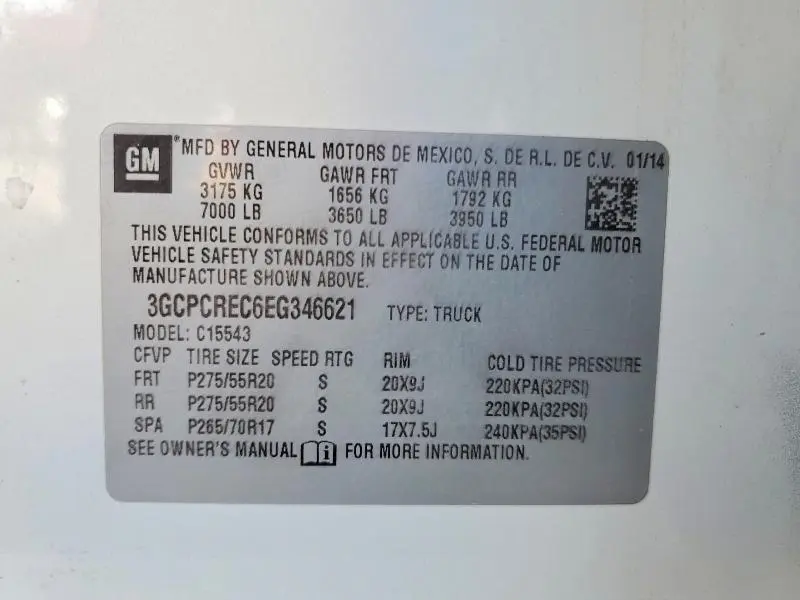 GM ®MFD BY GENERAL MOTORS DE MEXICO, S. DE R.L. DE C.V. 01/14
GVWR GAWR FRT GAWR RR
3175 KG 1656 KG 1792 KG
7000 LB 3650 LB 3950 LB
THIS VEHICLE CONFORMS TO ALL APPLICABLE U.S. FEDERAL MOTOR
VEHICLE SAFETY STANDARDS IN EFFECT ON THE DATE OF
MANUFACTURE SHOWN ABOVE.
3GCPCREC6EG346621 TYPE: TRUCK
MODEL: C15543
CFVP TIRE SIZE SPEED RTG RIM COLD TIRE PRESSURE
FRT P275/55R20 S 20X9J 220KPA(32PSI)
RR P275/55R20 S 20X9J 220KPA(32PSI)
SPA P265/70R17 S 17X7.5J 240KPA(35PSI)
SEE OWNER'S MANUAL i FOR MORE INFORMATION.